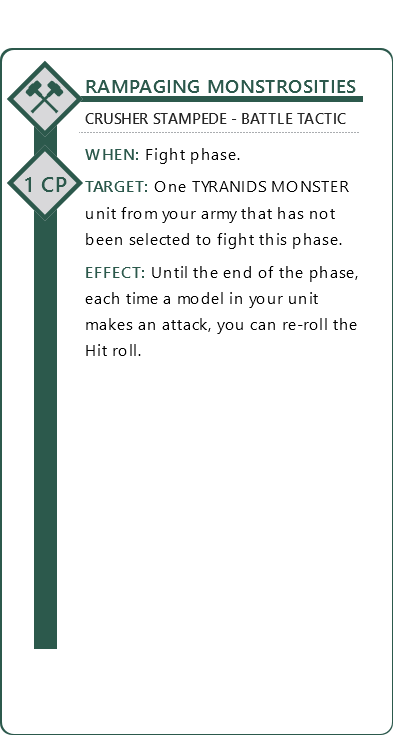 RAMPAGING MONSTROSITIES
CRUSHER STAMPEDE - BATTLE TACTIC
1 CP
WHEN: Fight phase.
TARGET: One TYRANIDS MONSTER
unit from your army that has not
been selected to fight this phase.
EFFECT: Until the end of the phase,
each time a model in your unit
makes an attack, you can re-roll the
Hit roll.